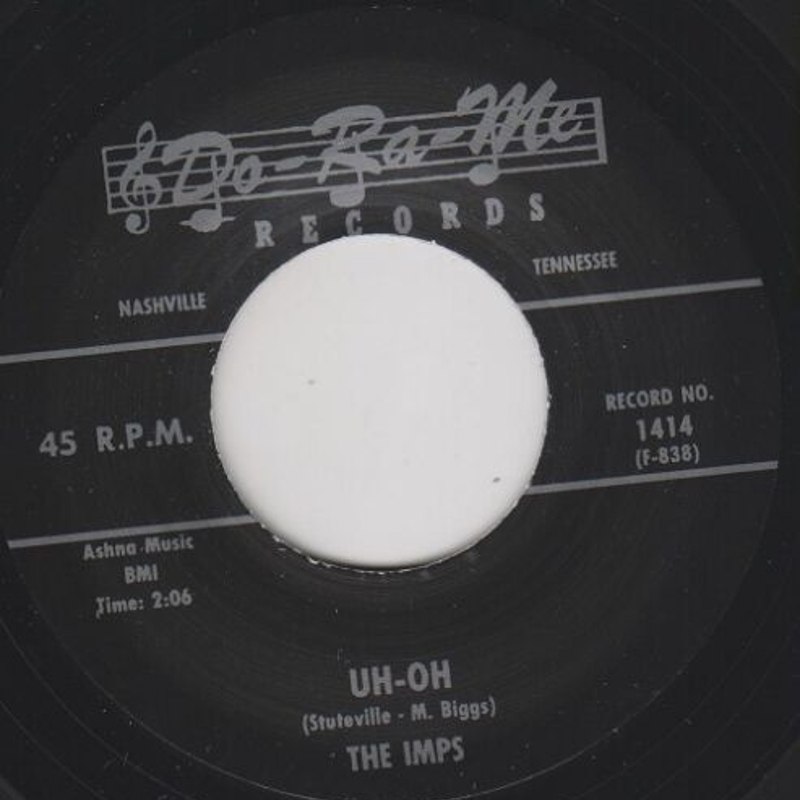 Do-Ra-Me
RECORDS
NASHVILLE TENNESSEE
45 R.P.M.
RECORD NO.
1414
(F-838)
Ashna Music
BMI
Time: 2:06
UH-OH
(Stuteville - M. Biggs)
THE IMPS